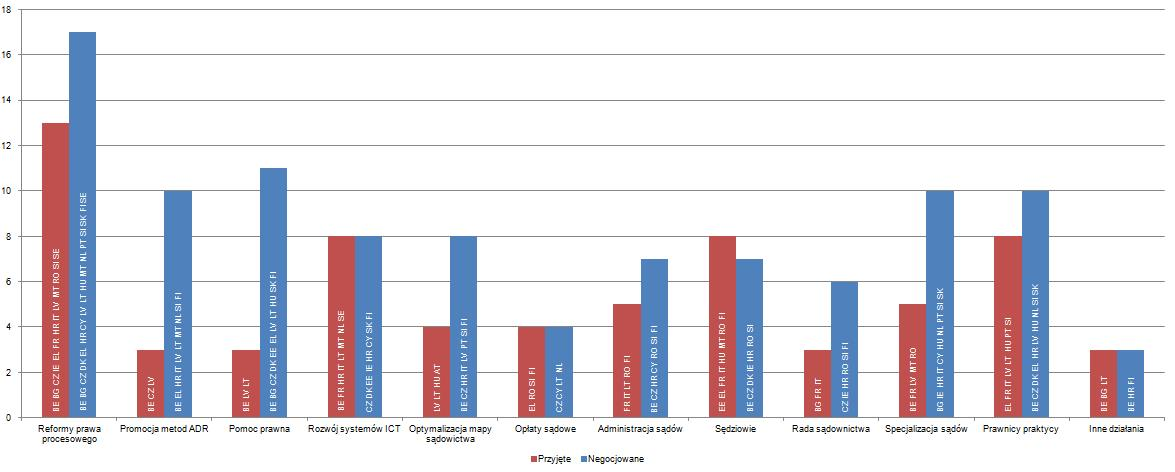 18
16
14
12
10
8
6
4
2
0
BE BG CZ IE EL FR HR IT LV MT RO SI SE
BE BG CZ DK EL HR CY LV LT HU MT NL PT SI SK FI SE
BE CZ LV
BE EL HR IT LV LT MT NL SI FI
BE LV LT
BE BG CZ DK EE EL LV LT HU SK FI
BE FR HR IT LT MT NL SE
CZ DK EE IE HR CY SK FI
LV LT HU AT
BE CZ HR IT LV PT SI FI
EL RO SI FI
CZ CY LT NL
FR IT LT RO FI
BE CZ HR CY RO SI FI
EE EL FR IT HU MT RO FI
BE CZ DK IE HR RO SI
BG FR IT
CZ IE HR RO SI FI
BE FR LV MT RO
BG IE HR IT CY HU NL PT SI SK
EL FR IT LV LT HU PT SI
BE CZ DK EL HR LV HU NL SI SK
BE BG LT
BE HR FI
Reformy prawa
procesowego
Promocja metod ADR
Pomoc prawna
Rozwój systemów ICT
Optymalizacja mapy
sądownictwa
Opłaty sądowe
Administracja sądów
Sędziowie
Rada sądownictwa
Specjalizacja sądów
Prawnicy praktycy
Inne działania
Przyjęte
Negocjowane